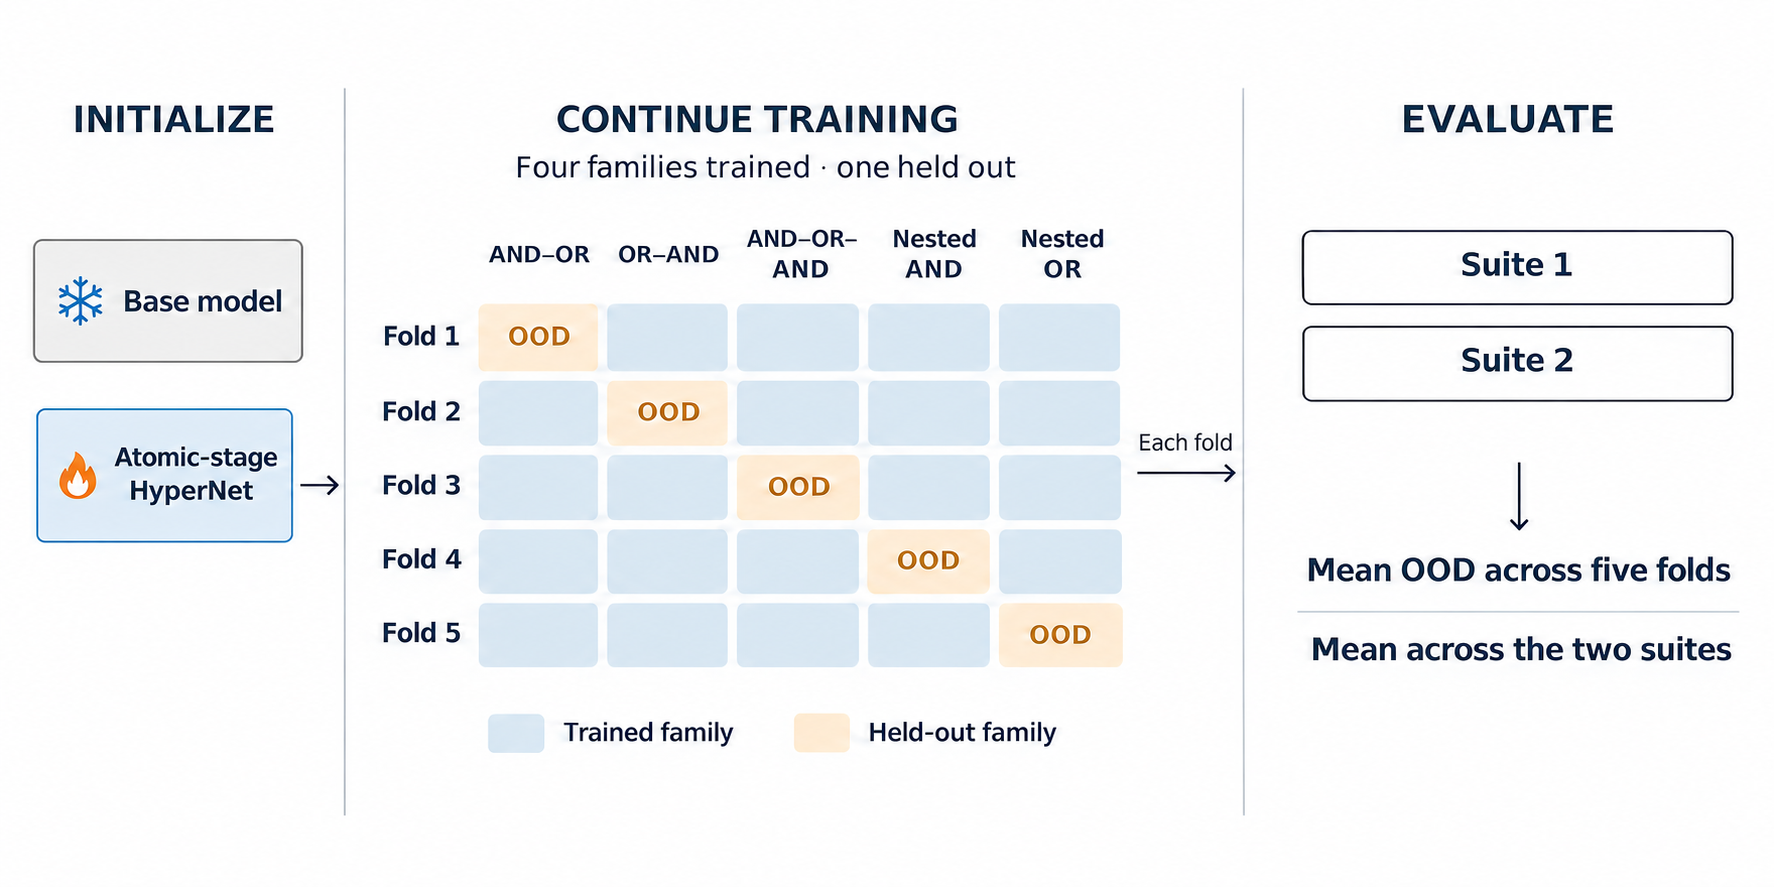 INITIALIZE
Base model
Atomic-stage
HyperNet
CONTINUE TRAINING
Four families trained · one held out
AND–OR
OR–AND
AND–OR–
AND
Nested
AND
Nested
OR
Fold 1
OOD
Fold 2
OOD
Fold 3
OOD
Fold 4
OOD
Fold 5
OOD
Trained family
Held-out family
Each fold
EVALUATE
Suite 1
Suite 2
Mean OOD across five folds
Mean across the two suites